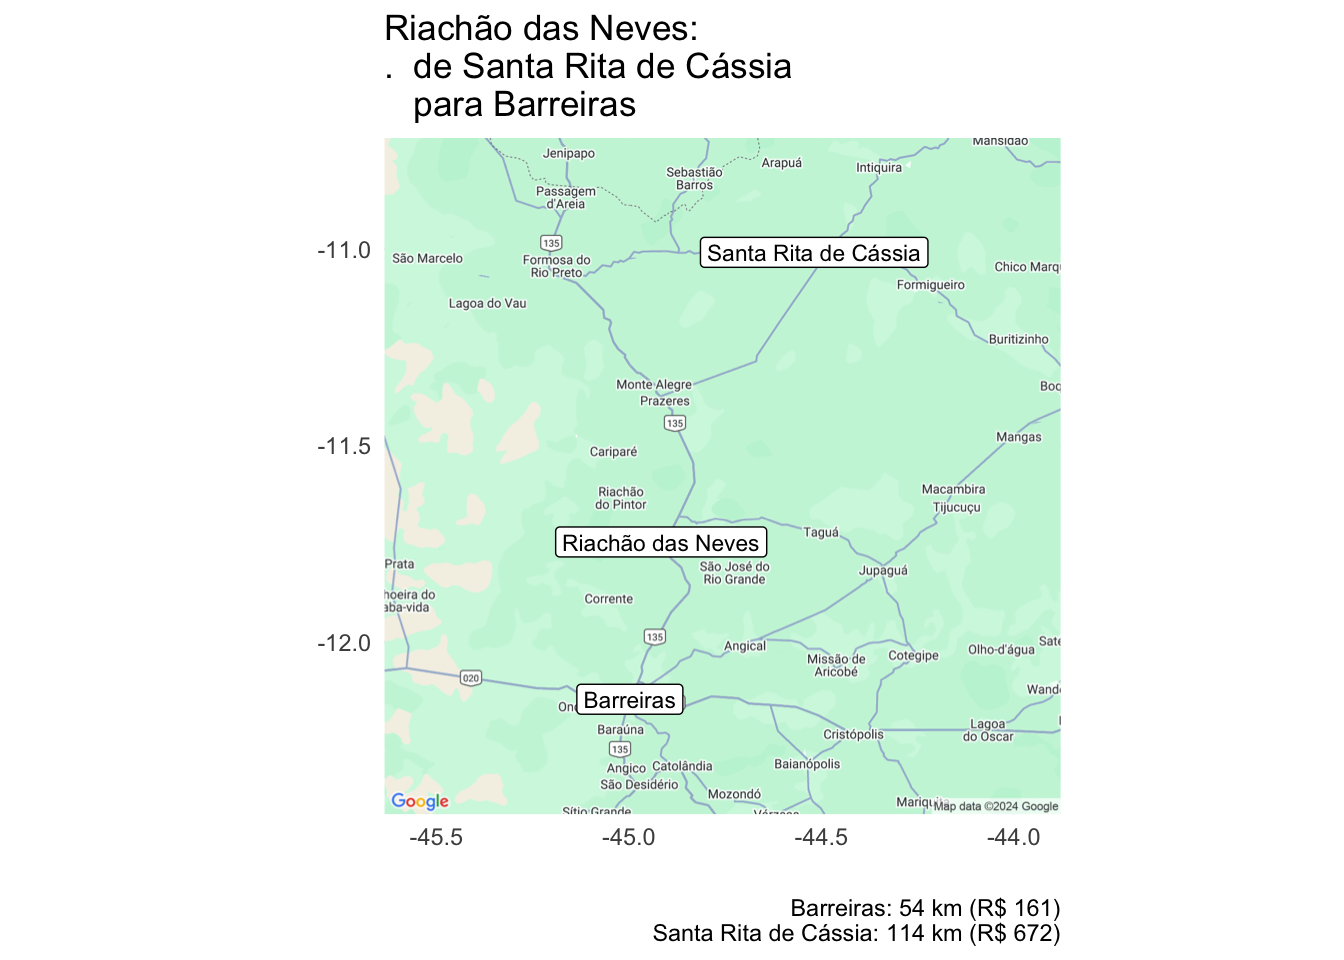 Riachão das Neves:
. de Santa Rita de Cássia
para Barreiras
Mansidão
Jenipapo
Arapuá
Intiquira
Sebastião
Barros
Passagem
d'Areia
135
-11.0
São Marcelo
Formosa do
Rio Preto
Santa Rita de Cássia
Chico Marq
Formigueiro
Lagoa do Vau
Buritizinho
Monte Alegre
Prazeres
Boq
135
-11.5
Mangas
Cariparé
Riachão
do Pintor
Macambira
Tijucuçu
Taguá
Riachão das Neves
São José do
Rio Grande
Prata
Jupaguá
hoeira do
aba-vida
Corrente
135
-12.0
Angical
Missão de
Aricobé
Cotegipe
Olho-d'água
Sate
020
Barreiras
Wande
Baraúna
135
Cristópolis
Lagoa
do Oscar
Angico
Catolândia
Baianópolis
São Desidério
Mozondó
Google
Sítio Grande
Várzeas
Map data ©2024 Google
-45.5
-45.0
-44.5
-44.0
Barreiras: 54 km (R$ 161)
Santa Rita de Cássia: 114 km (R$ 672)